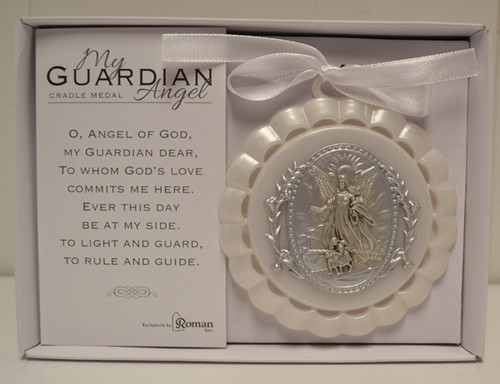 My
GUARDIAN
CRADLE MEDAL Angel
O, ANGEL OF GOD,
MY GUARDIAN DEAR,
TO WHOM GOD'S LOVE
COMMITS ME HERE.
EVER THIS DAY
BE AT MY SIDE.
TO LIGHT AND GUARD,
TO RULE AND GUIDE.
Exclusively by Roman
Inc.